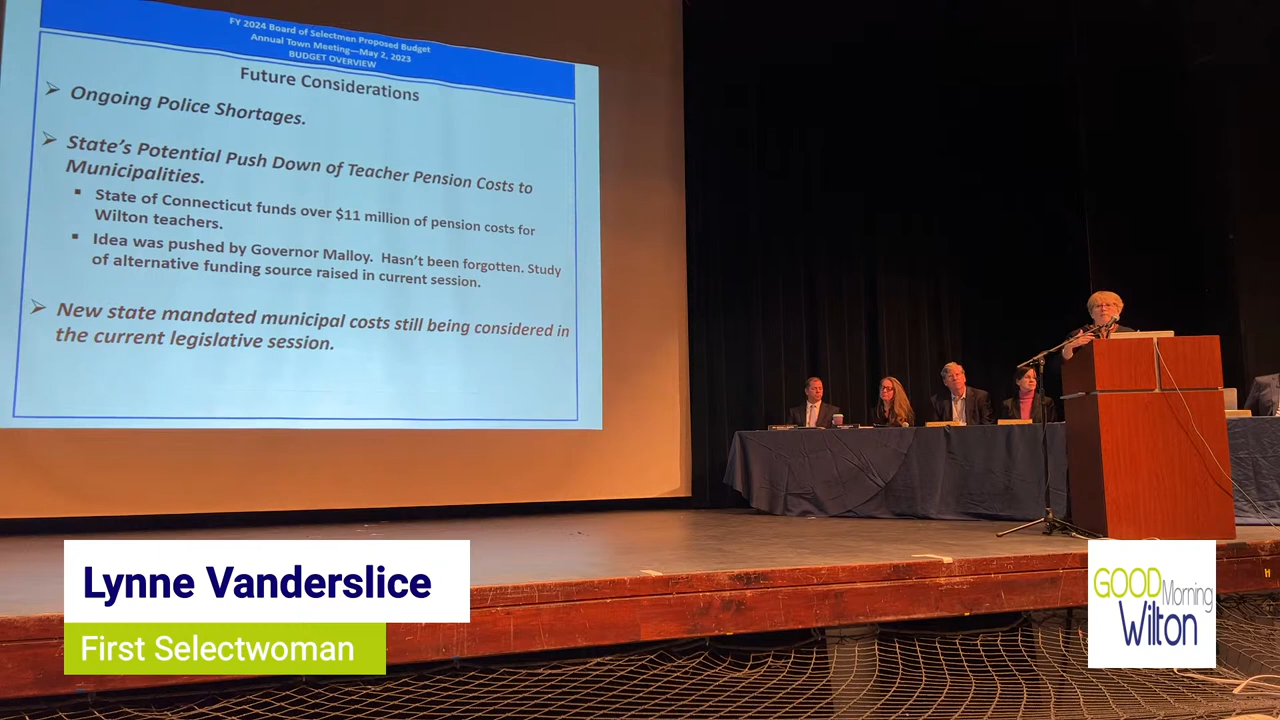 FY 2024 Board of Selectmen Proposed Budget
Annual Town Meeting—May 2, 2023
BUDGET OVERVIEW
Future Considerations
➢ Ongoing Police Shortages.
➢ State's Potential Push Down of Teacher Pension Costs to
Municipalities.
▪ State of Connecticut funds over $11 million of pension costs for
Wilton teachers.
▪ Idea was pushed by Governor Malloy. Hasn't been forgotten. Study
of alternative funding source raised in current session.
➢ New state mandated municipal costs still being considered in
the current legislative session.
Lynne Vanderslice
First Selectwoman
GOOD Morning
Wilton
H